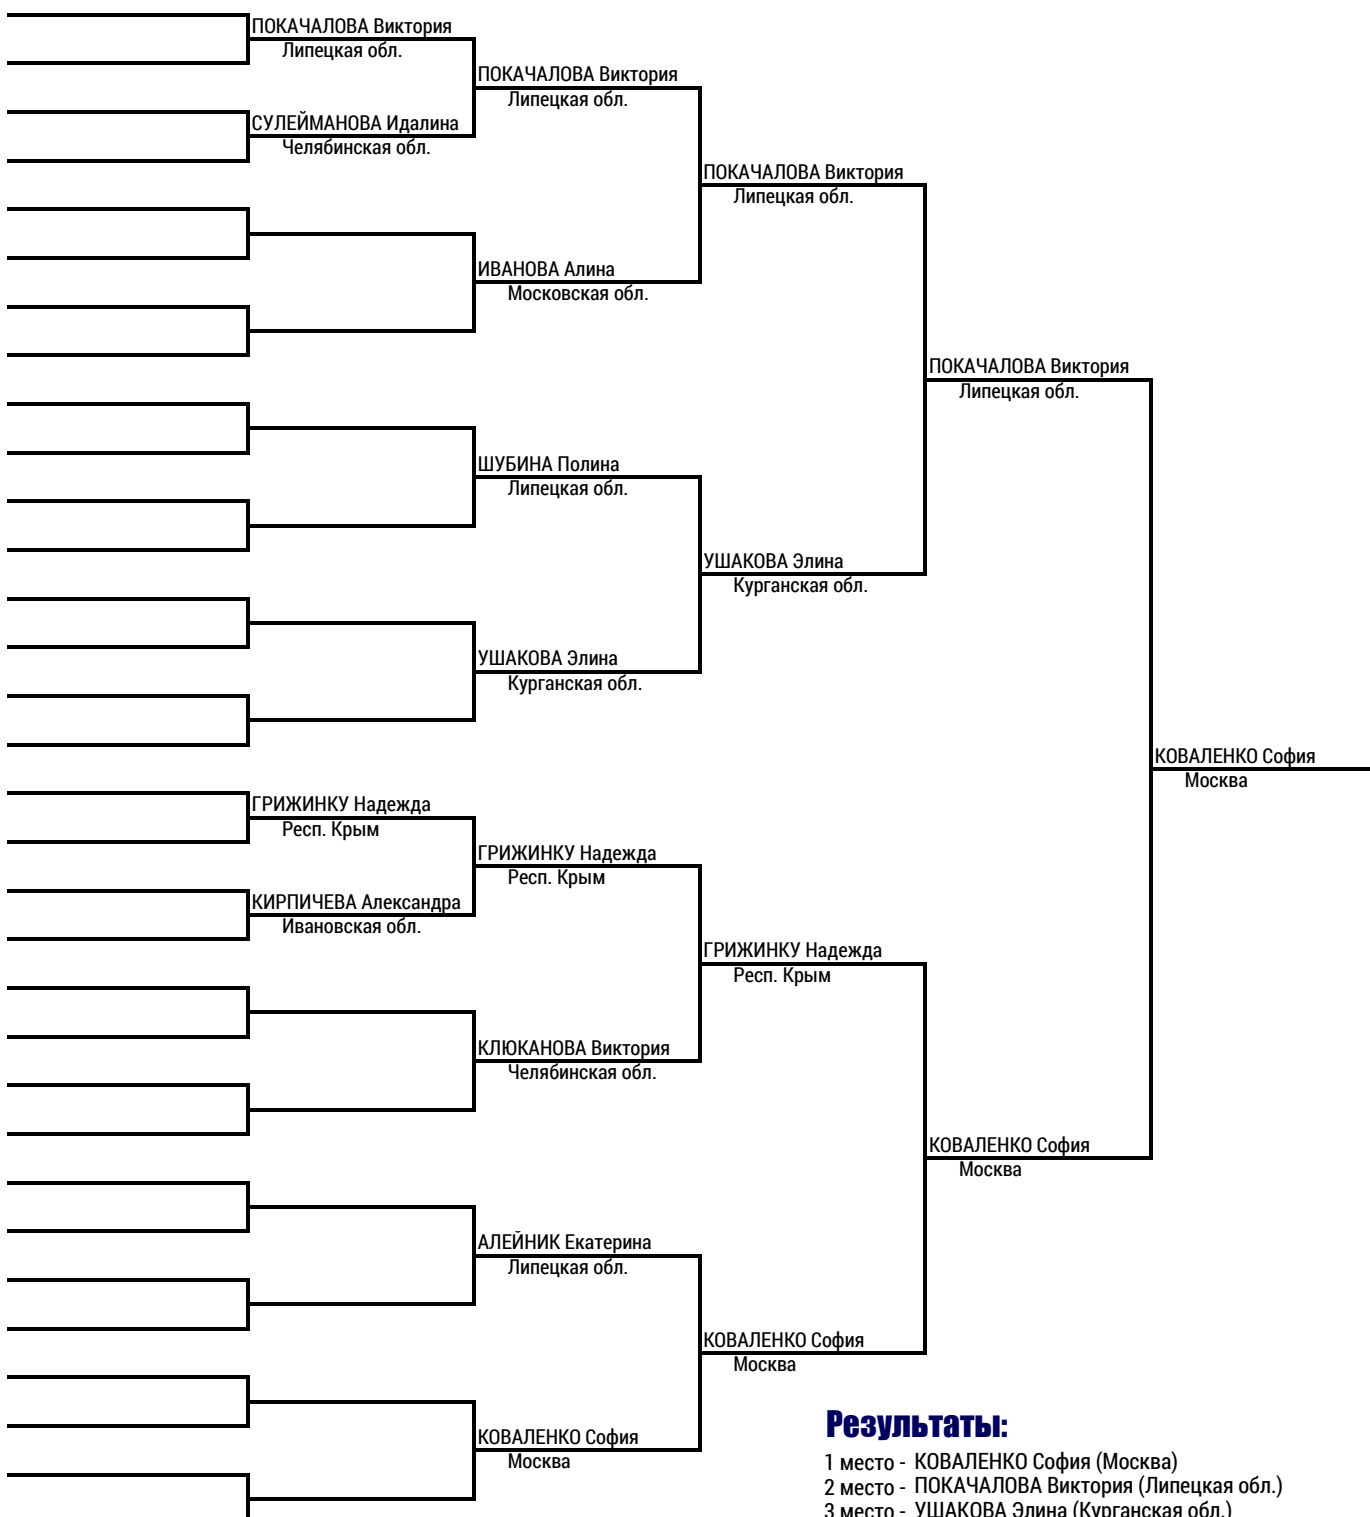 ПОКАЧАЛОВА Виктория
Липецкая обл.
ПОКАЧАЛОВА Виктория
Липецкая обл.
СУЛЕЙМАНОВА Идалина
Челябинская обл.
ПОКАЧАЛОВА Виктория
Липецкая обл.
ИВАНОВА Алина
Московская обл.
ПОКАЧАЛОВА Виктория
Липецкая обл.
ШУБИНА Полина
Липецкая обл.
УШАКОВА Элина
Курганская обл.
УШАКОВА Элина
Курганская обл.
КОВАЛЕНКО София
Москва
ГРИЖИНКУ Надежда
Респ. Крым
ГРИЖИНКУ Надежда
Респ. Крым
КИРПИЧЕВА Александра
Ивановская обл.
ГРИЖИНКУ Надежда
Респ. Крым
КЛЮКАНОВА Виктория
Челябинская обл.
КОВАЛЕНКО София
Москва
АЛЕЙНИК Екатерина
Липецкая обл.
КОВАЛЕНКО София
Москва
КОВАЛЕНКО София
Москва
Результаты:
1 место - КОВАЛЕНКО София (Москва)
2 место - ПОКАЧАЛОВА Виктория (Липецкая обл.)
3 место - УШАКОВА Элина (Курганская обл.)